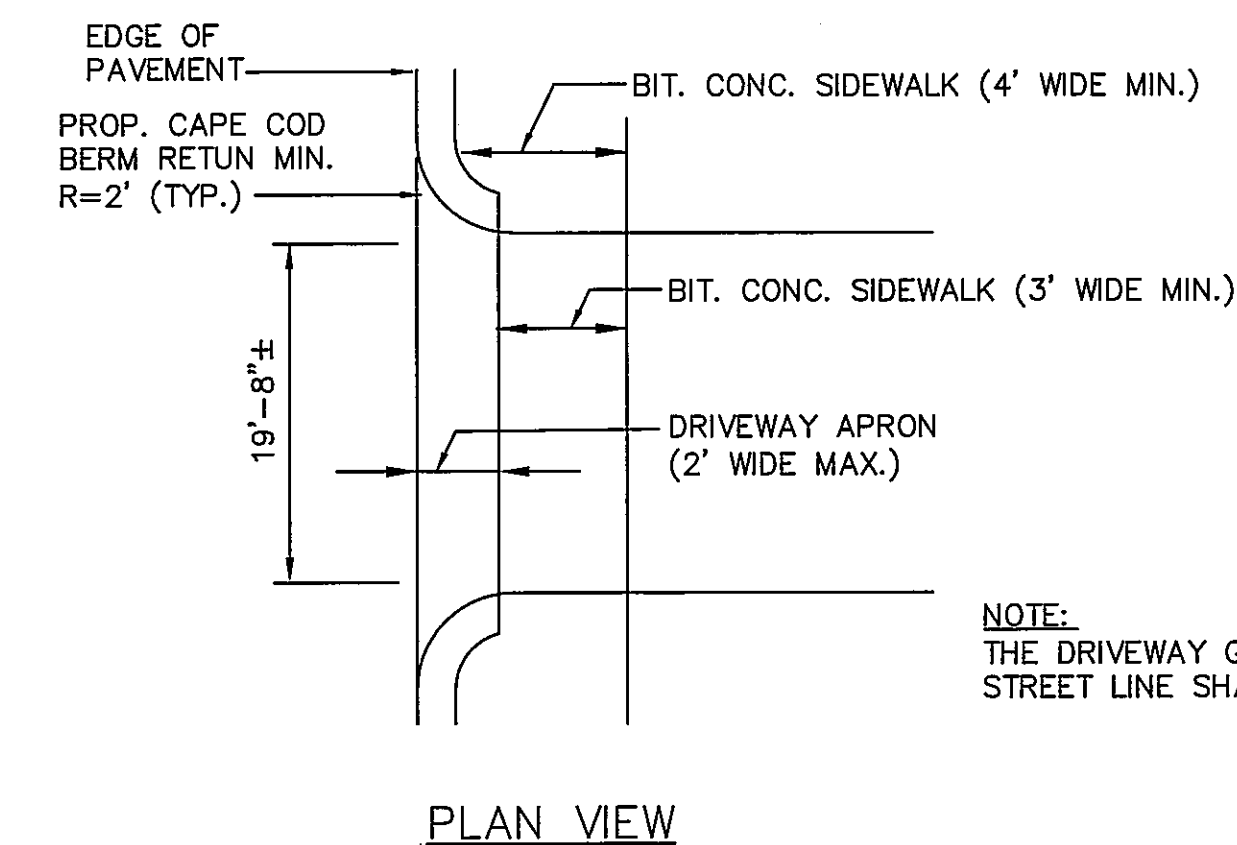 EDGE OF
PAVEMENT
BIT. CONC. SIDEWALK (4' WIDE MIN.)
PROP. CAPE COD
BERM RETUN MIN.
R=2' (TYP.)
BIT. CONC. SIDEWALK (3' WIDE MIN.)
19'-8"±
DRIVEWAY APRON
(2' WIDE MAX.)
NOTE:
THE DRIVEWAY
STREET LINE
PLAN VIEW